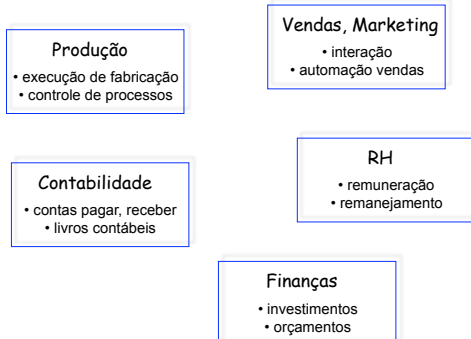 Vendas, Marketing
• interação
• automação vendas
Produção
• execução de fabricação
• controle de processos
RH
• remuneração
• remanejamento
Contabilidade
• contas pagar, receber
• livros contábeis
Finanças
• investimentos
• orçamentos